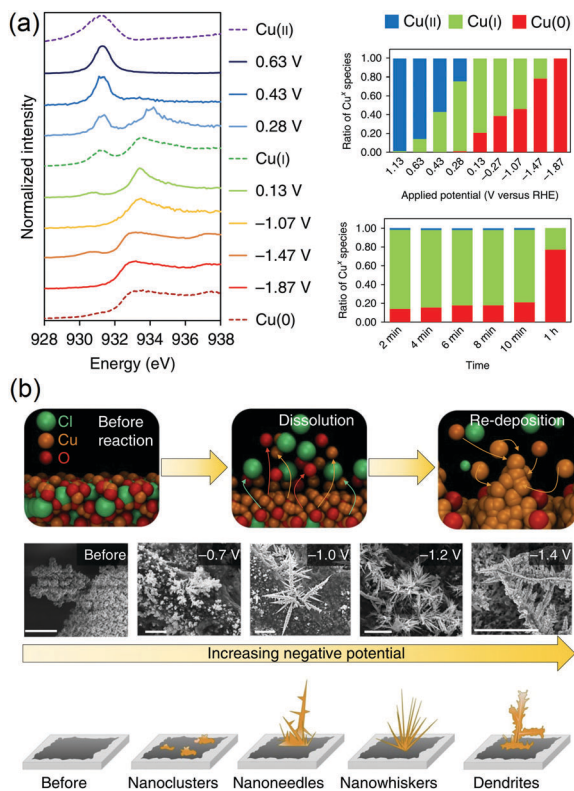 (a)
Cu(II)
0.63 V
0.43 V
0.28 V
Cu(I)
0.13 V
−1.07 V
−1.47 V
−1.87 V
Cu(0)
Normalized intensity
928 930 932 934 936 938
Energy (eV)
Cu(II) Cu(I) Cu(0)
Ratio of Cuˣ species
1.00
0.80
0.60
0.40
0.20
0.00
1.13 0.63 0.43 0.28 0.13 −0.27 −1.07 −1.47 −1.87
Applied potential (V versus RHE)
Ratio of Cuˣ species
1.00
0.80
0.60
0.40
0.20
0.00
2 min 4 min 6 min 8 min 10 min 1 h
Time
(b)
Cl
Cu
O
Before
reaction
Dissolution
Re-deposition
Before
−0.7 V
−1.0 V
−1.2 V
−1.4 V
Increasing negative potential
Before Nanoclusters Nanoneedles Nanowhiskers Dendrites